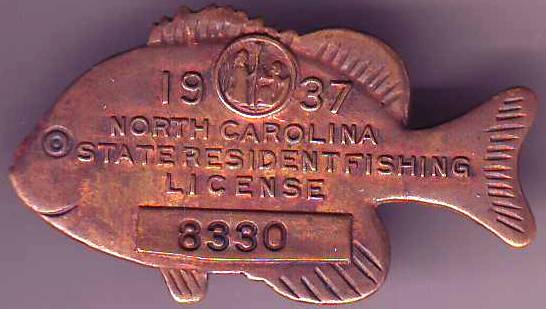 19 37
NORTH CAROLINA
STATE RESIDENT FISHING
LICENSE
8330